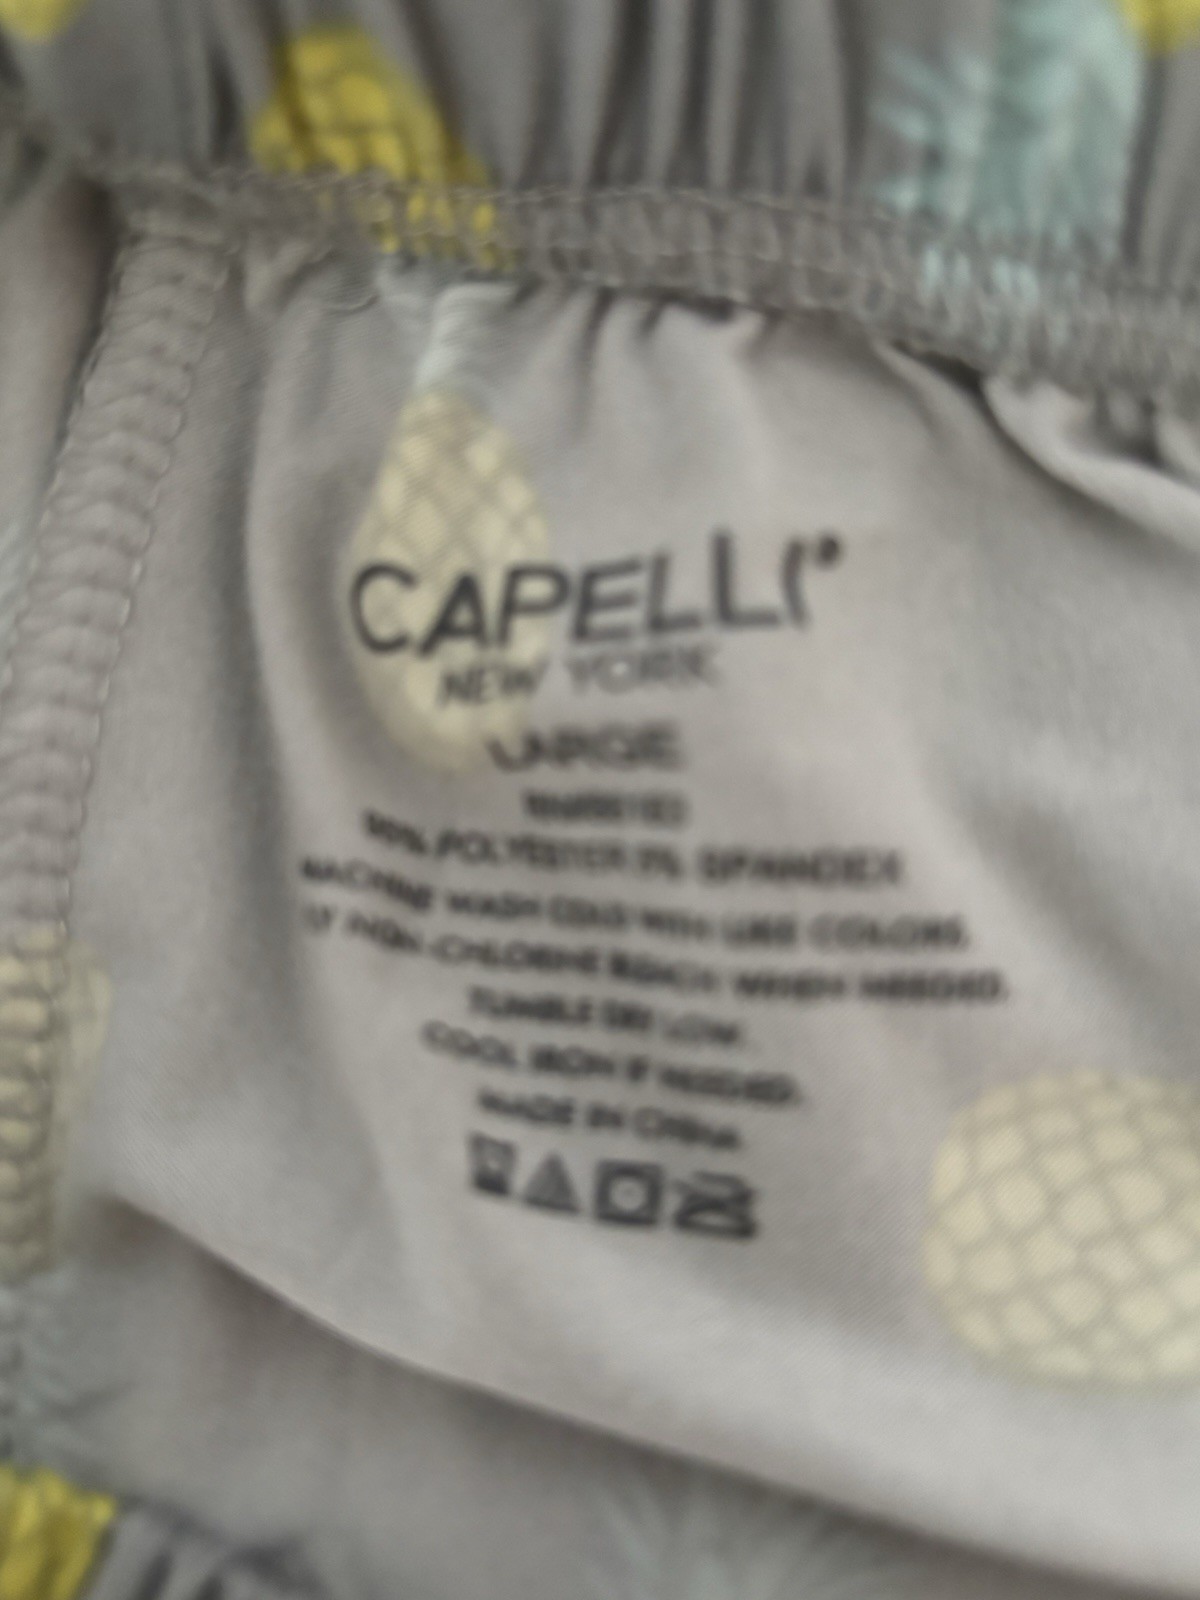 CAPELLI
NEW YORK
LARGE
POLYESTER 5% SPANDEX
MACHINE WASH COLD WITH LIKE COLORS.
NON-CHLORINE BLEACH WHEN NEEDED.
TUMBLE DRY LOW.
COOL IRON IF NEEDED.
MADE IN CHINA